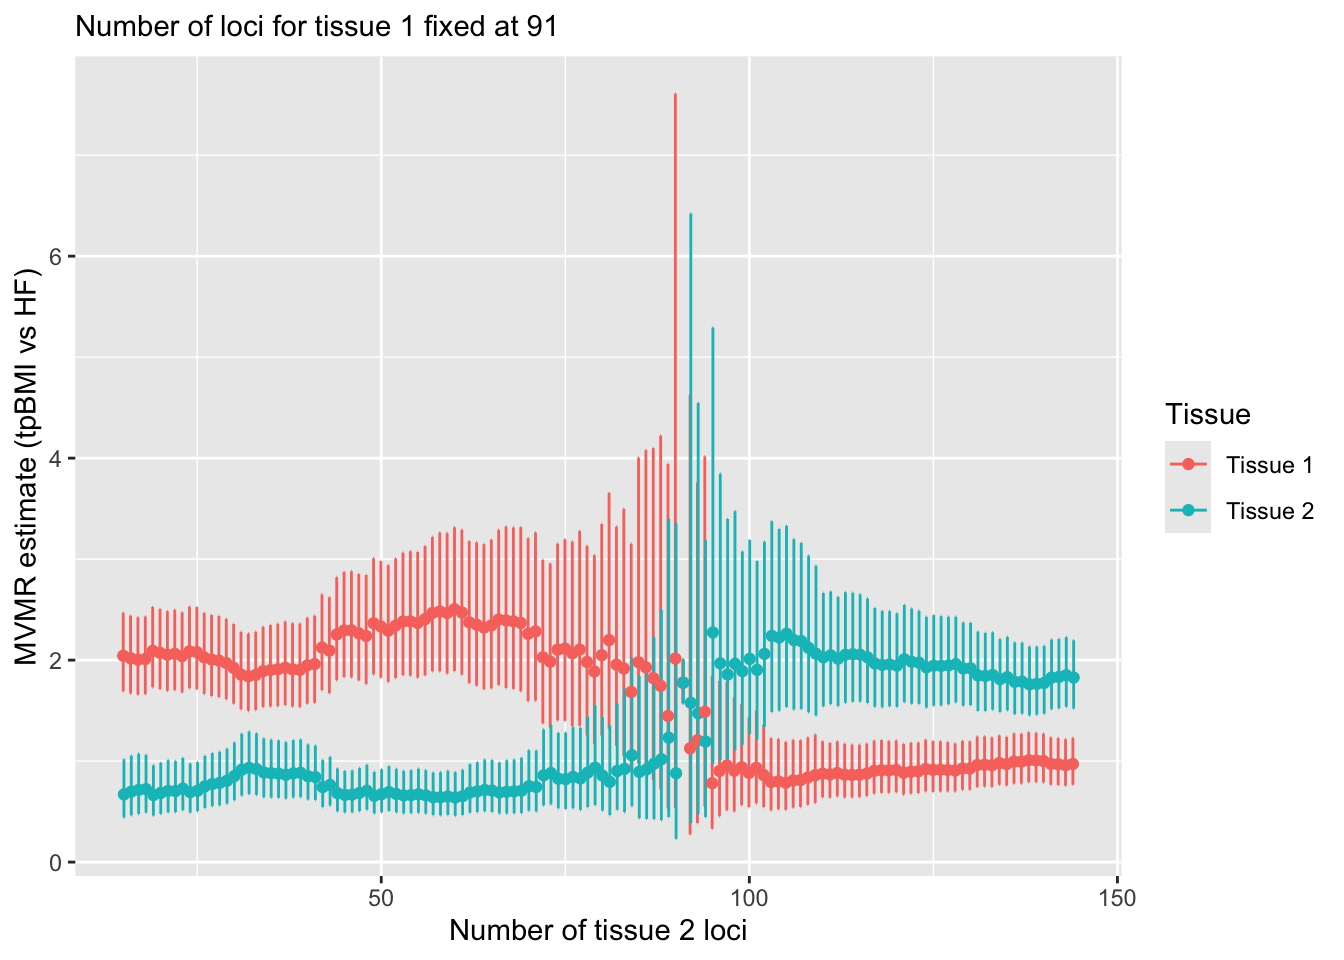 Number of loci for tissue 1 fixed at 91
MVMR estimate (tpBMI vs HF)
6
4
2
0
50
100
150
Number of tissue 2 loci
Tissue
Tissue 1
Tissue 2